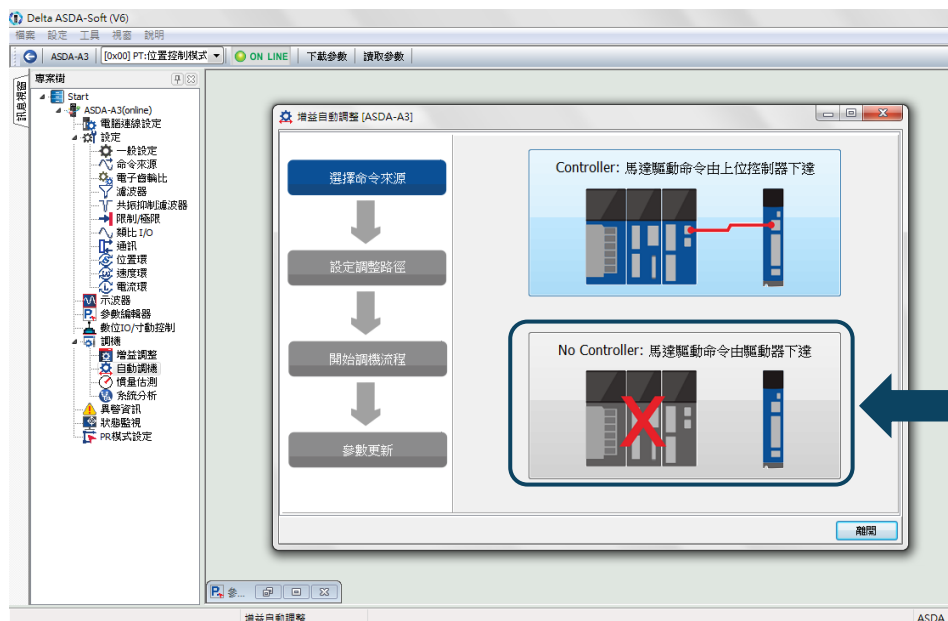 Delta ASDA-Soft (V6)
檔案 設定 工具 視窗 說明
ASDA-A3 [0x00] PT:位置控制模式 ON LINE 下載參數 讀取參數
訊息視窗
專案樹
Start
ASDA-A3(online)
電腦連線設定
設定
一般設定
命令來源
電子齒輪比
濾波器
共振抑制濾波器
限制/極限
類比 I/O
通訊
位置環
速度環
電流環
示波器
參數編輯器
數位IO/寸動控制
調機
增益調整
自動調機
慣量估測
系統分析
異警資訊
狀態監視
PR模式設定
增益自動調整 [ASDA-A3]
選擇命令來源
設定調整路徑
開始調機流程
參數更新
Controller: 馬達驅動命令由上位控制器下達
No Controller: 馬達驅動命令由驅動器下達
離開
參...
增益自動調整
ASDA